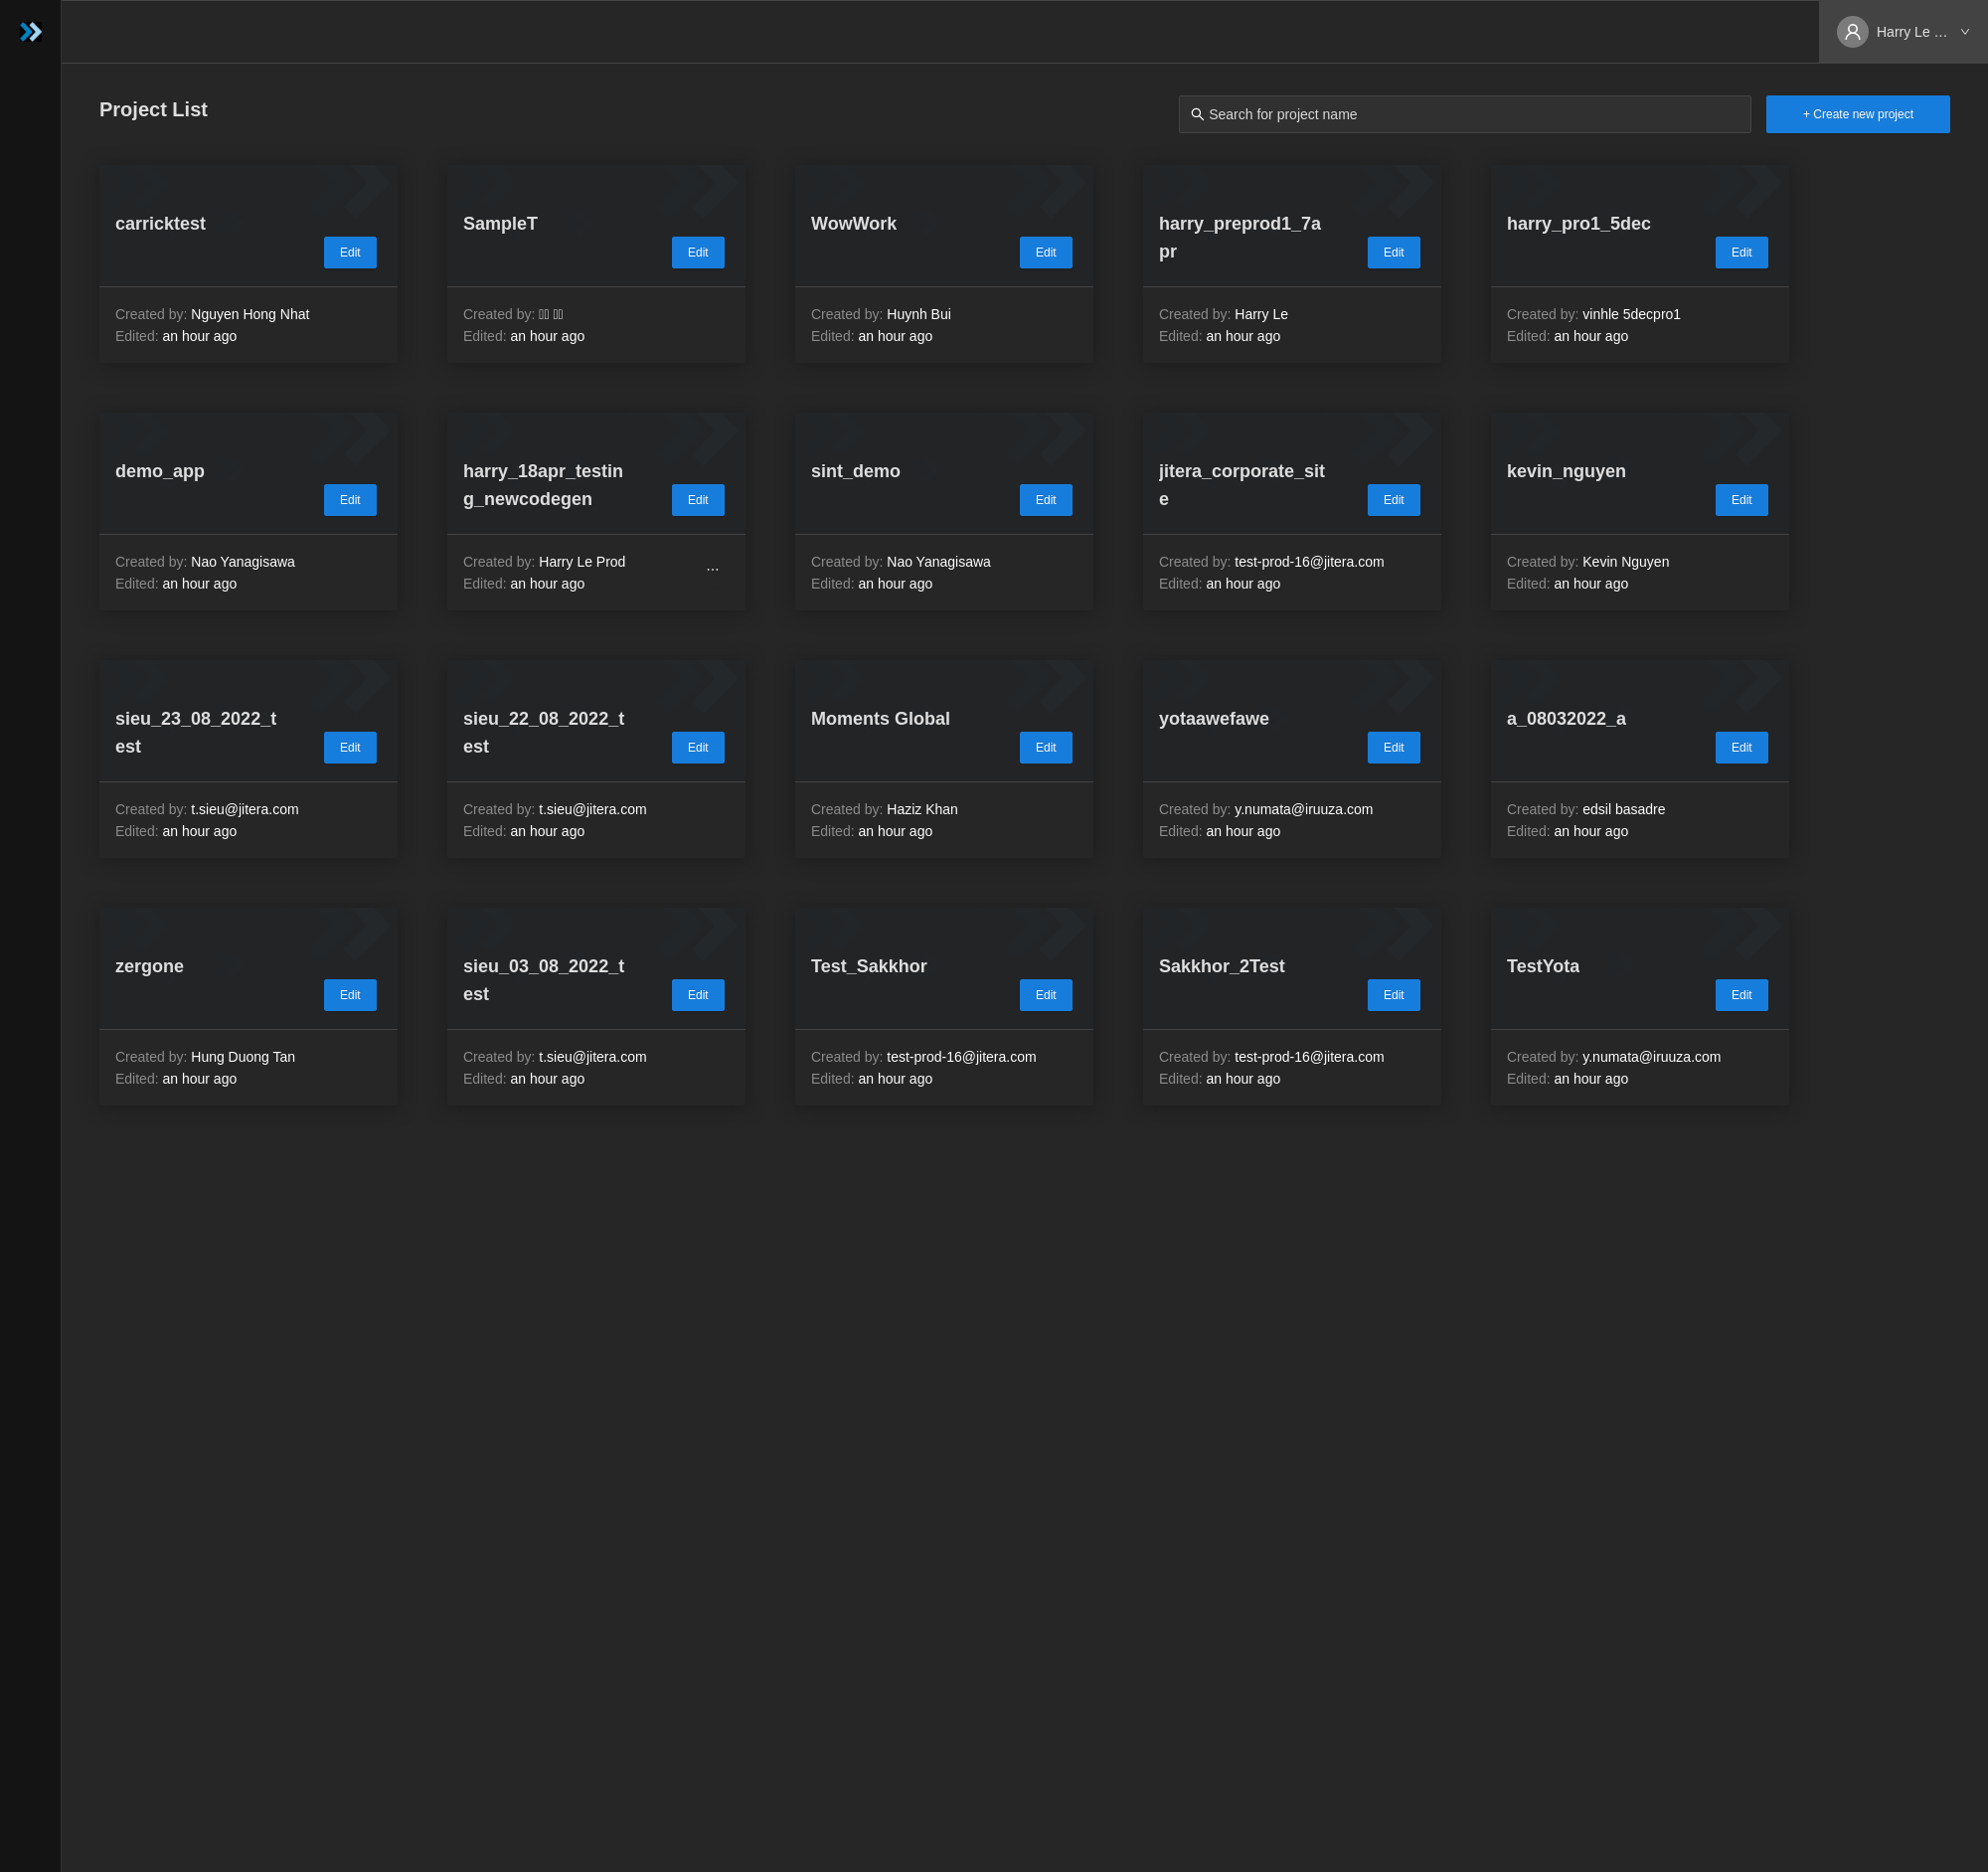 Harry Le …
Project List
Search for project name
+ Create new project
carricktest
Edit
Created by: Nguyen Hong Nhat
Edited: an hour ago
SampleT
Edit
Created by:
Edited: an hour ago
WowWork
Edit
Created by: Huynh Bui
Edited: an hour ago
harry_preprod1_7a
pr
Edit
Created by: Harry Le
Edited: an hour ago
harry_pro1_5dec
Edit
Created by: vinhle 5decpro1
Edited: an hour ago
demo_app
Edit
Created by: Nao Yanagisawa
Edited: an hour ago
harry_18apr_testin
g_newcodegen
Edit
Created by: Harry Le Prod
Edited: an hour ago
...
sint_demo
Edit
Created by: Nao Yanagisawa
Edited: an hour ago
jitera_corporate_sit
e
Edit
Created by: test-prod-16@jitera.com
Edited: an hour ago
kevin_nguyen
Edit
Created by: Kevin Nguyen
Edited: an hour ago
sieu_23_08_2022_t
est
Edit
Created by: t.sieu@jitera.com
Edited: an hour ago
sieu_22_08_2022_t
est
Edit
Created by: t.sieu@jitera.com
Edited: an hour ago
Moments Global
Edit
Created by: Haziz Khan
Edited: an hour ago
yotaawefawe
Edit
Created by: y.numata@iruuza.com
Edited: an hour ago
a_08032022_a
Edit
Created by: edsil basadre
Edited: an hour ago
zergone
Edit
Created by: Hung Duong Tan
Edited: an hour ago
sieu_03_08_2022_t
est
Edit
Created by: t.sieu@jitera.com
Edited: an hour ago
Test_Sakkhor
Edit
Created by: test-prod-16@jitera.com
Edited: an hour ago
Sakkhor_2Test
Edit
Created by: test-prod-16@jitera.com
Edited: an hour ago
TestYota
Edit
Created by: y.numata@iruuza.com
Edited: an hour ago